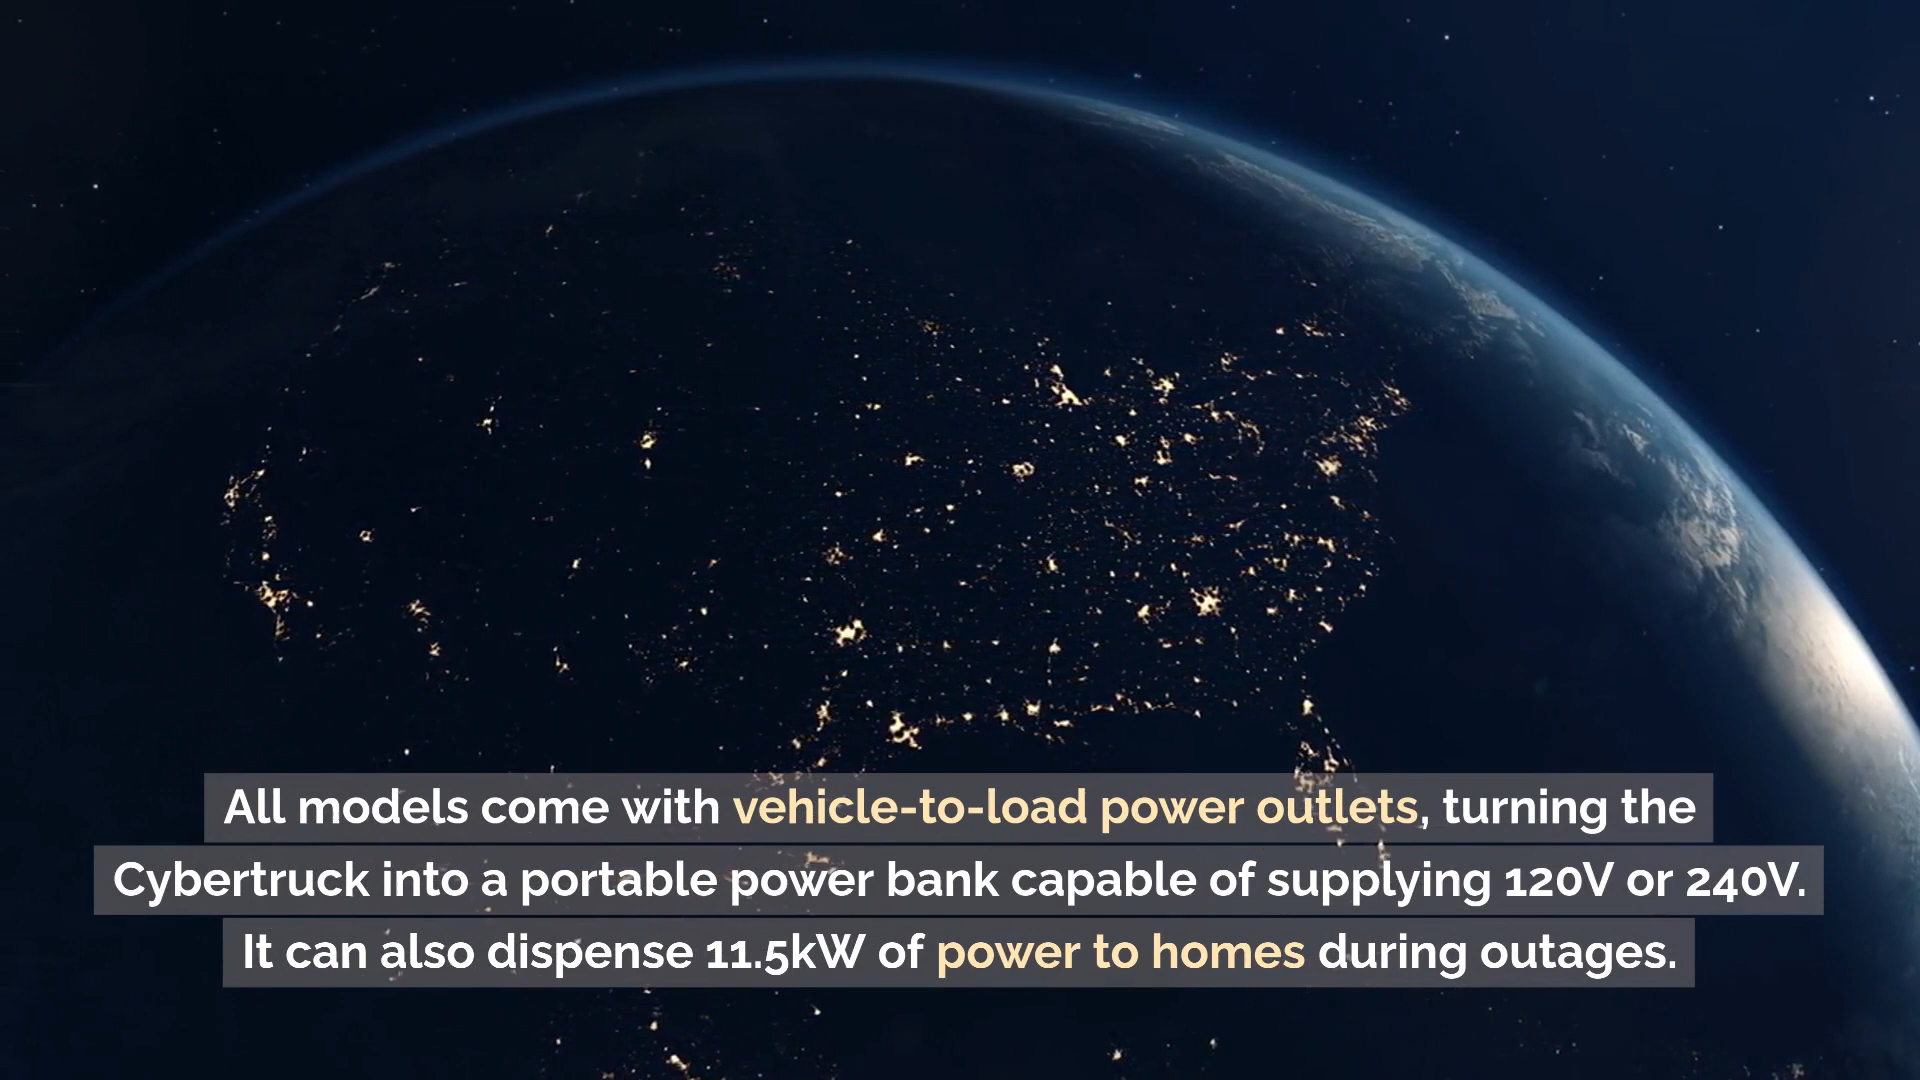 All models come with vehicle-to-load power outlets, turning the
Cybertruck into a portable power bank capable of supplying 120V or 240V.
It can also dispense 11.5kW of power to homes during outages.